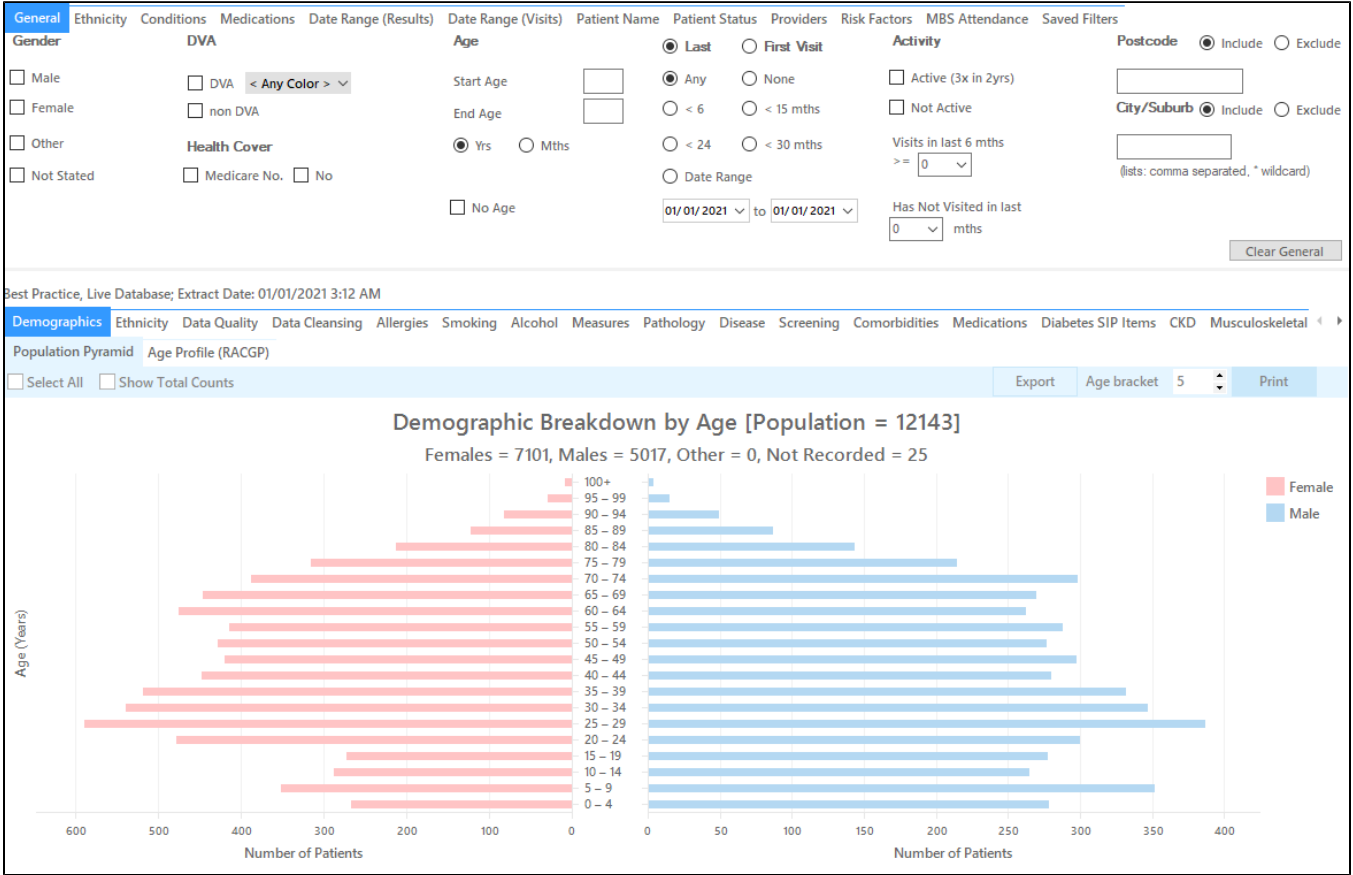 General Ethnicity Conditions Medications Date Range (Results) Date Range (Visits) Patient Name Patient Status Providers Risk Factors MBS Attendance Saved Filters
Gender DVA Age Last First Visit Activity Postcode Include Exclude
Male DVA < Any Color > Start Age Any None Active (3x in 2yrs)
Female non DVA End Age < 6 < 15 mths Not Active City/Suburb Include Exclude
Other Health Cover Yrs Mths < 24 < 30 mths Visits in last 6 mths
>= 0
Not Stated Medicare No. No Date Range (lists: comma separated, * wildcard)
No Age 01/01/2021 to 01/01/2021 Has Not Visited in last
0 mths
Clear General
Best Practice, Live Database; Extract Date: 01/01/2021 3:12 AM
Demographics Ethnicity Data Quality Data Cleansing Allergies Smoking Alcohol Measures Pathology Disease Screening Comorbidities Medications Diabetes SIP Items CKD Musculoskeletal
Population Pyramid Age Profile (RACGP)
Select All Show Total Counts Export Age bracket 5 Print
Demographic Breakdown by Age [Population = 12143]
Females = 7101, Males = 5017, Other = 0, Not Recorded = 25
Female
Male
Age (Years)
100+
95 – 99
90 – 94
85 – 89
80 – 84
75 – 79
70 – 74
65 – 69
60 – 64
55 – 59
50 – 54
45 – 49
40 – 44
35 – 39
30 – 34
25 – 29
20 – 24
15 – 19
10 – 14
5 – 9
0 – 4
600 500 400 300 200 100 0 0 50 100 150 200 250 300 350 400
Number of Patients Number of Patients